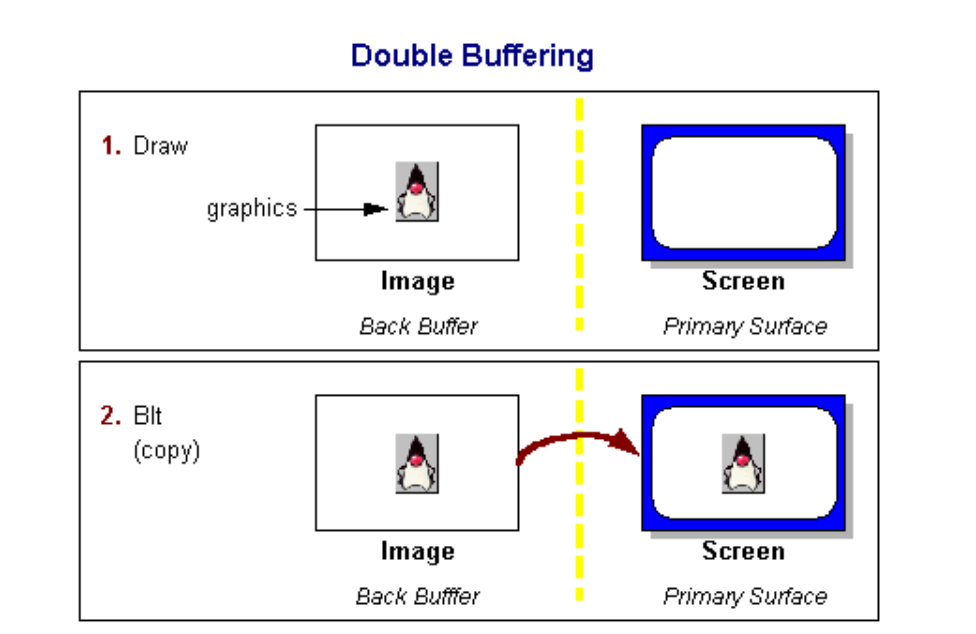 Double Buffering
1. Draw
graphics
Image
Screen
Back Buffer
Primary Surface
2. Blt
(copy)
Image
Screen
Back Bufffer
Primary Surface